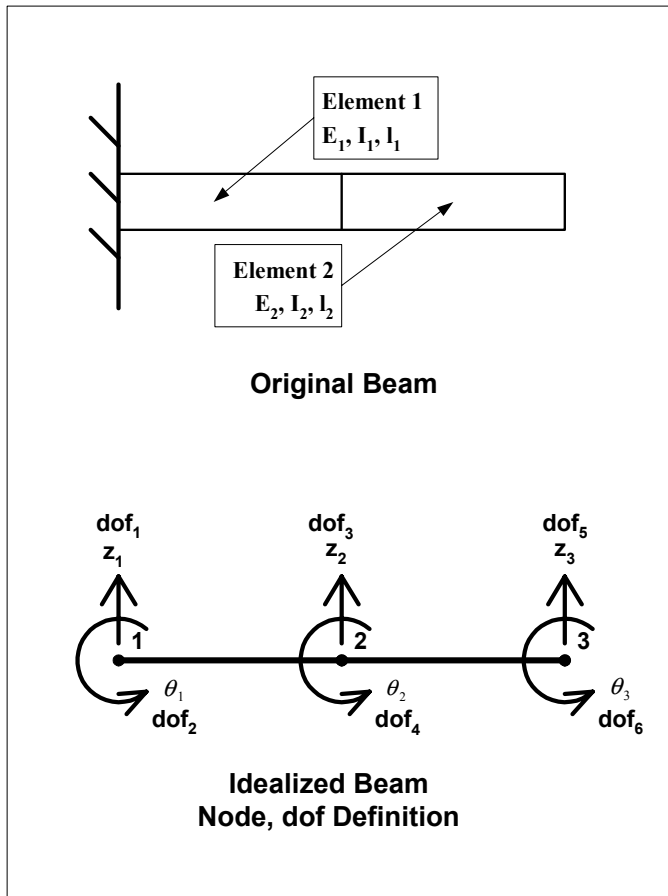 Element 1
E₁, I₁, l₁
Element 2
E₂, I₂, l₂
Original Beam
dof₁
z₁
dof₃
z₂
dof₅
z₃
1
2
3
θ₁
dof₂
θ₂
dof₄
θ₃
dof₆
Idealized Beam
Node, dof Definition